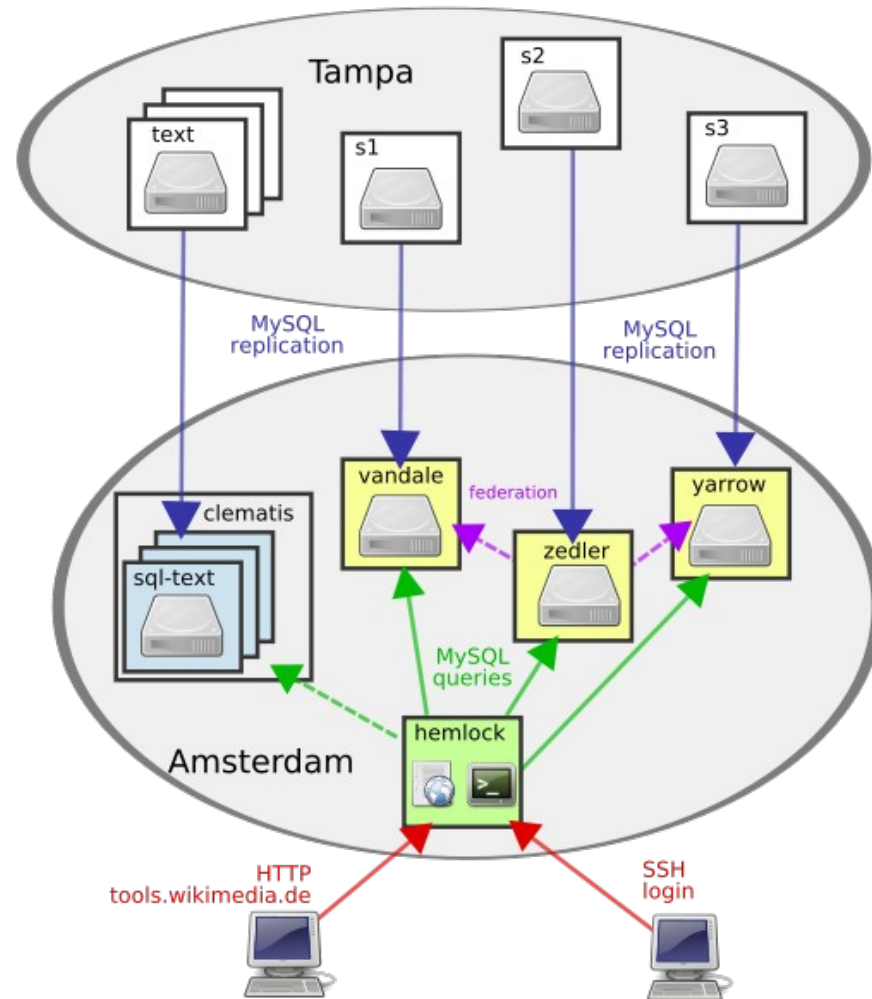 Tampa
text
s1
s2
s3
MySQL
replication
MySQL
replication
clematis
sql-text
vandale
federation
zedler
yarrow
MySQL
queries
hemlock
>_
Amsterdam
HTTP
tools.wikimedia.de
SSH
login